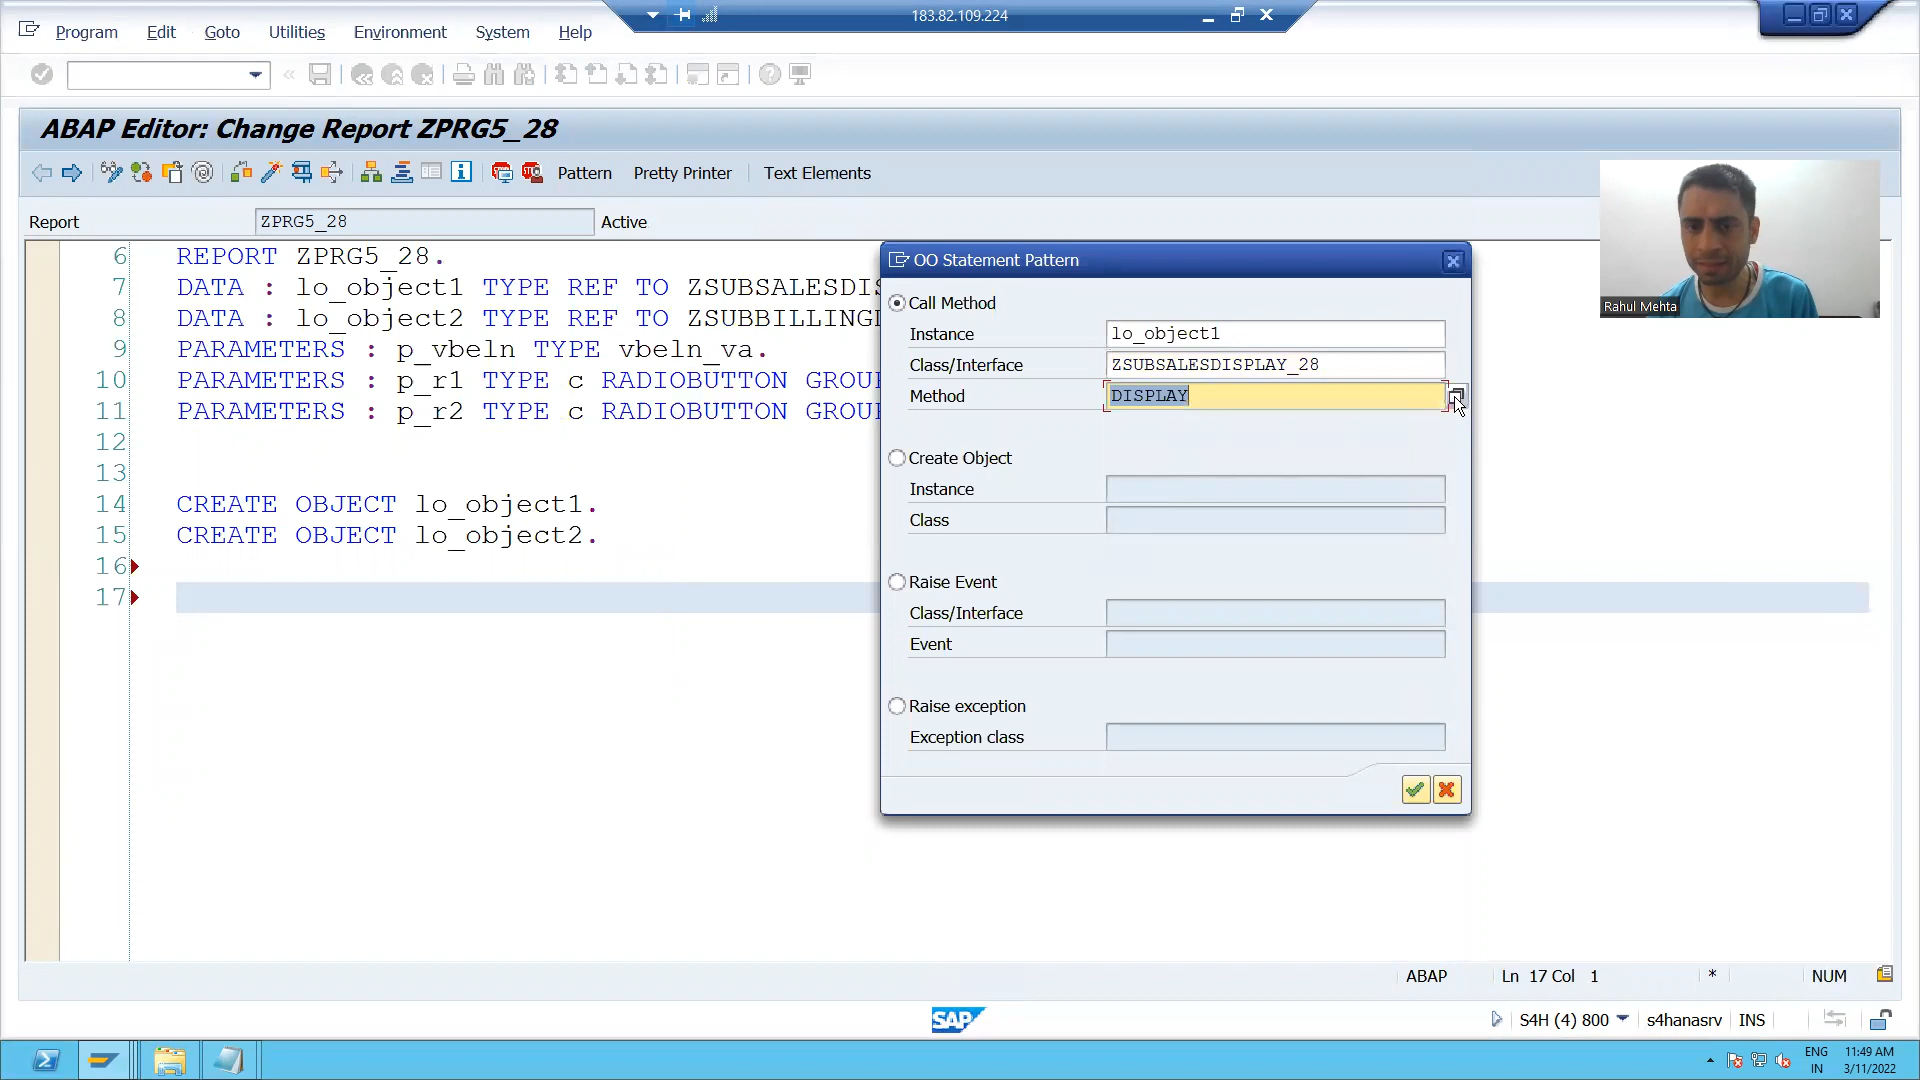 183.82.109.224
Program Edit Goto Utilities Environment System Help
ABAP Editor: Change Report ZPRG5_28
Pattern Pretty Printer Text Elements
Report ZPRG5_28 Active
6 REPORT ZPRG5_28.
7 DATA : lo_object1 TYPE REF TO ZSUBSALESDIS
8 DATA : lo_object2 TYPE REF TO ZSUBBILLING
9 PARAMETERS : p_vbeln TYPE vbeln_va.
10 PARAMETERS : p_r1 TYPE c RADIOBUTTON GROUP
11 PARAMETERS : p_r2 TYPE c RADIOBUTTON GROUP
12
13
14 CREATE OBJECT lo_object1.
15 CREATE OBJECT lo_object2.
16
17
OO Statement Pattern
Call Method
Instance lo_object1
Class/Interface ZSUBSALESDISPLAY_28
Method DISPLAY
Create Object
Instance
Class
Raise Event
Class/Interface
Event
Raise exception
Exception class
Rahul Mehta
ABAP Ln 17 Col 1 * NUM
SAP
S4H (4) 800 s4hanasrv INS
ENG 11:49 AM
IN 3/11/2022